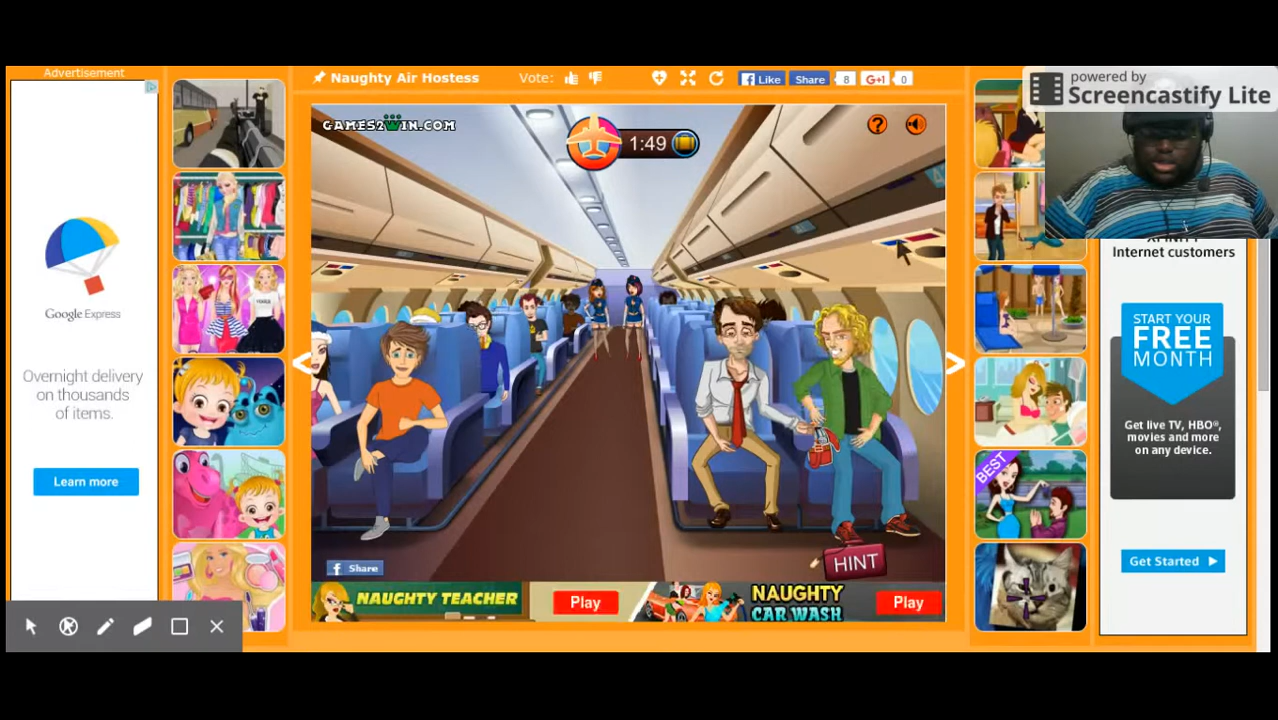 Advertisement
Naughty Air Hostess
Vote:
Like
Share
8
G+1
0
powered by
Screencastify Lite
GAMES2WIN.COM
1:49
?
Google Express
Overnight delivery
on thousands
of items.
Learn more
Internet customers
START YOUR
FREE
MONTH
Get live TV, HBO®,
movies and more
on any device.
Get Started
BEST
HINT
f Share
NAUGHTY TEACHER
Play
NAUGHTY
CAR WASH
Play